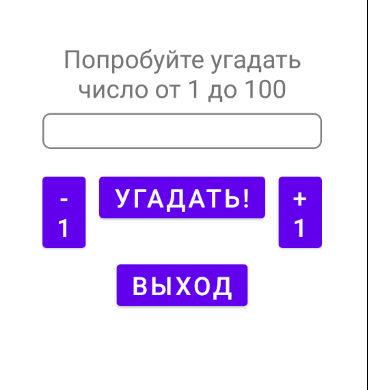 Попробуйте угадать
число от 1 до 100
- УГАДАТЬ! +
1 1
ВЫХОД